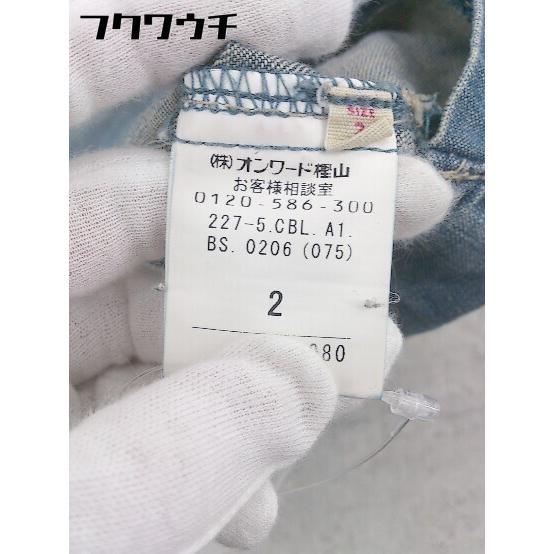 フクワウチ
SIZE
2
(株)オンワード樫山
お客様相談室
0120-586-300
227-5.CBL.A1.
BS.0206(075)
2
080